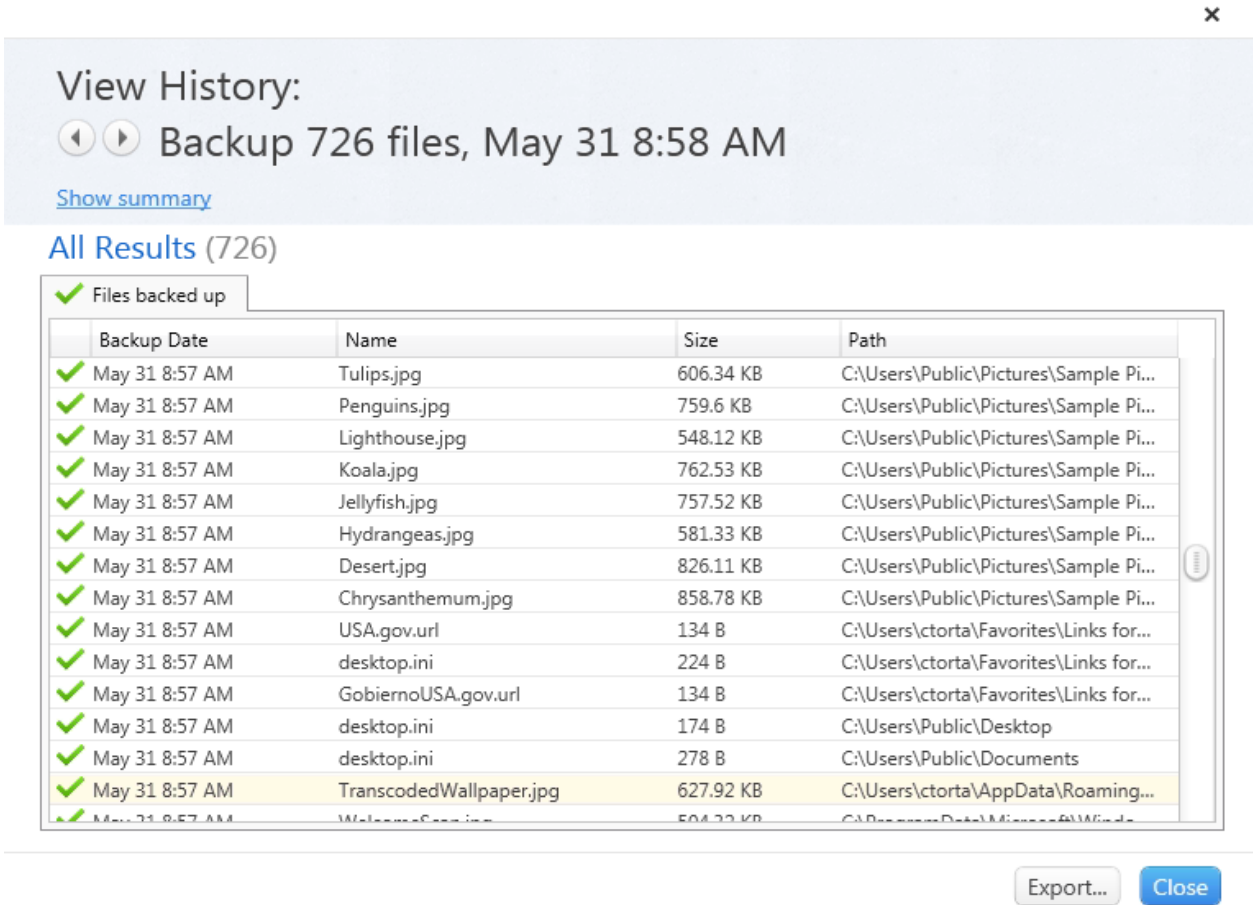 ×
View History:
Backup 726 files, May 31 8:58 AM
Show summary
All Results (726)
Files backed up
Backup Date Name Size Path
May 31 8:57 AM Tulips.jpg 606.34 KB C:\Users\Public\Pictures\Sample Pi...
May 31 8:57 AM Penguins.jpg 759.6 KB C:\Users\Public\Pictures\Sample Pi...
May 31 8:57 AM Lighthouse.jpg 548.12 KB C:\Users\Public\Pictures\Sample Pi...
May 31 8:57 AM Koala.jpg 762.53 KB C:\Users\Public\Pictures\Sample Pi...
May 31 8:57 AM Jellyfish.jpg 757.52 KB C:\Users\Public\Pictures\Sample Pi...
May 31 8:57 AM Hydrangeas.jpg 581.33 KB C:\Users\Public\Pictures\Sample Pi...
May 31 8:57 AM Desert.jpg 826.11 KB C:\Users\Public\Pictures\Sample Pi...
May 31 8:57 AM Chrysanthemum.jpg 858.78 KB C:\Users\Public\Pictures\Sample Pi...
May 31 8:57 AM USA.gov.url 134 B C:\Users\ctorta\Favorites\Links for...
May 31 8:57 AM desktop.ini 224 B C:\Users\ctorta\Favorites\Links for...
May 31 8:57 AM GobiernoUSA.gov.url 134 B C:\Users\ctorta\Favorites\Links for...
May 31 8:57 AM desktop.ini 174 B C:\Users\Public\Desktop
May 31 8:57 AM desktop.ini 278 B C:\Users\Public\Documents
May 31 8:57 AM TranscodedWallpaper.jpg 627.92 KB C:\Users\ctorta\AppData\Roaming...
May 31 8:57 AM
Export... Close